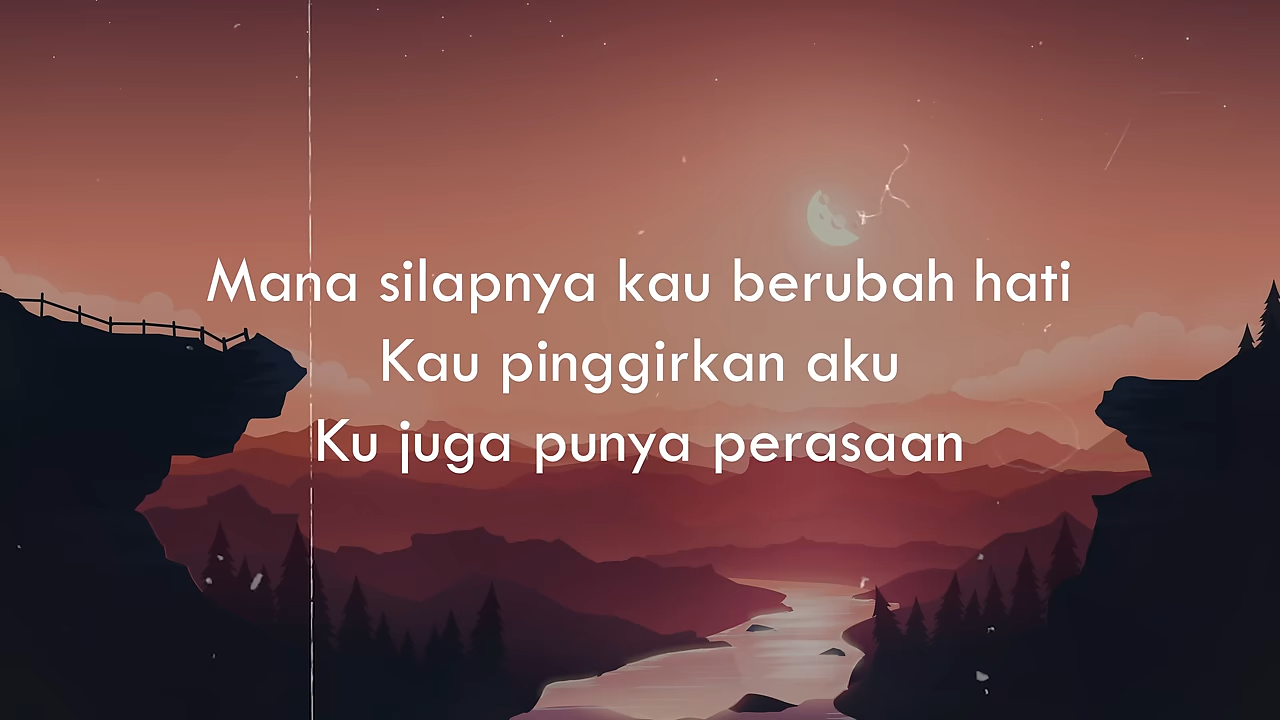 Mana silapnya kau berubah hati
Kau pinggirkan aku
Ku juga punya perasaan